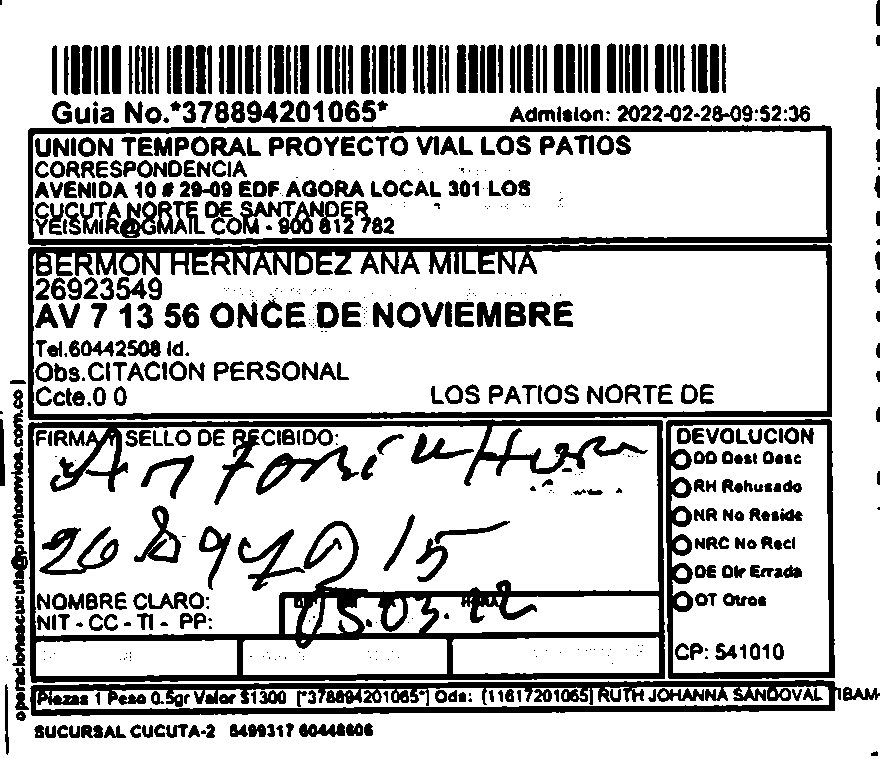 Guia No.*378894201065*
Admision: 2022-02-28-09:52:36
UNION TEMPORAL PROYECTO VIAL LOS PATIOS
CORRESPONDENCIA
AVENIDA 10 # 29-09 EDF AGORA LOCAL 301 LOS
CUCUTA NORTE DE SANTANDER
YEISMIR@GMAIL COM - 900 812 782
BERMON HERNANDEZ ANA MILENA
26923549
AV 7 13 56 ONCE DE NOVIEMBRE
Tel.60442508 Id.
Obs.CITACION PERSONAL
Ccte.0 0 LOS PATIOS NORTE DE
FIRMA Y SELLO DE RECIBIDO:
05.03.22
NOMBRE CLARO:
NIT - CC - TI - PP:
HORA
DEVOLUCION
DD Dest Desc
RH Rehusado
NR No Reside
NRC No Recl
DE Dir Errada
OT Otros
CP: 541010
operacionescucuta@prontoenvios.com.co |
Piezas 1 Peso 0.5gr Valor $1300 [*378894201065*] Ods: (11617201065] RUTH JOHANNA SANDOVAL TIBAM
SUCURSAL CUCUTA-2 5499317 60448606